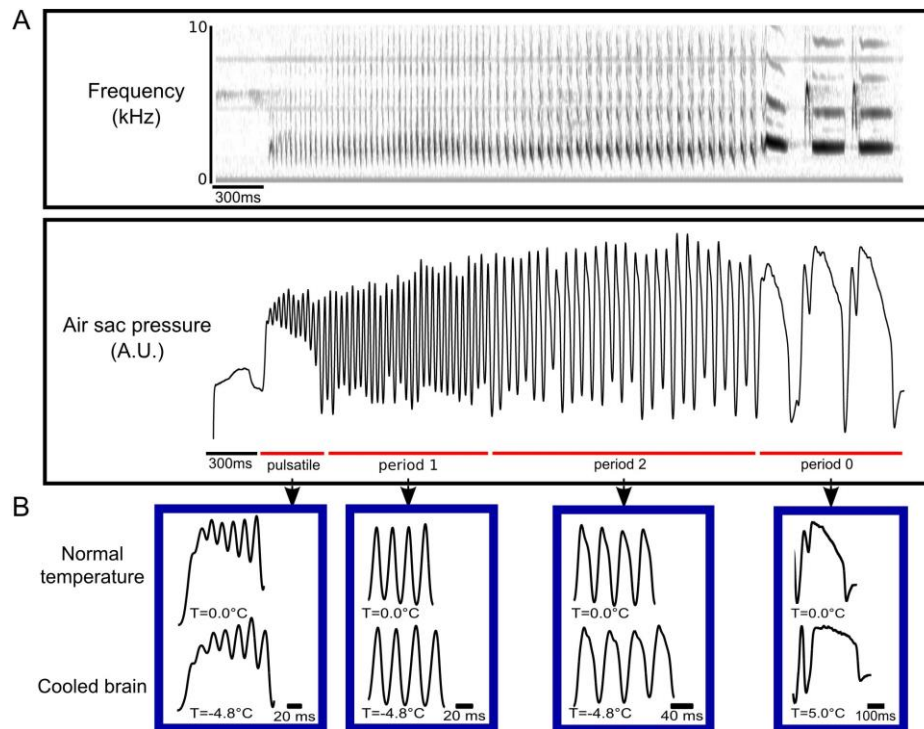 A
10
Frequency
(kHz)
0
300ms
Air sac pressure
(A.U.)
300ms pulsatile period 1 period 2 period 0
B
Normal
temperature
T=0.0°C T=0.0°C T=0.0°C T=0.0°C
Cooled brain
T=-4.8°C T=-4.8°C T=-4.8°C T=5.0°C
20 ms 20 ms 40 ms 100ms